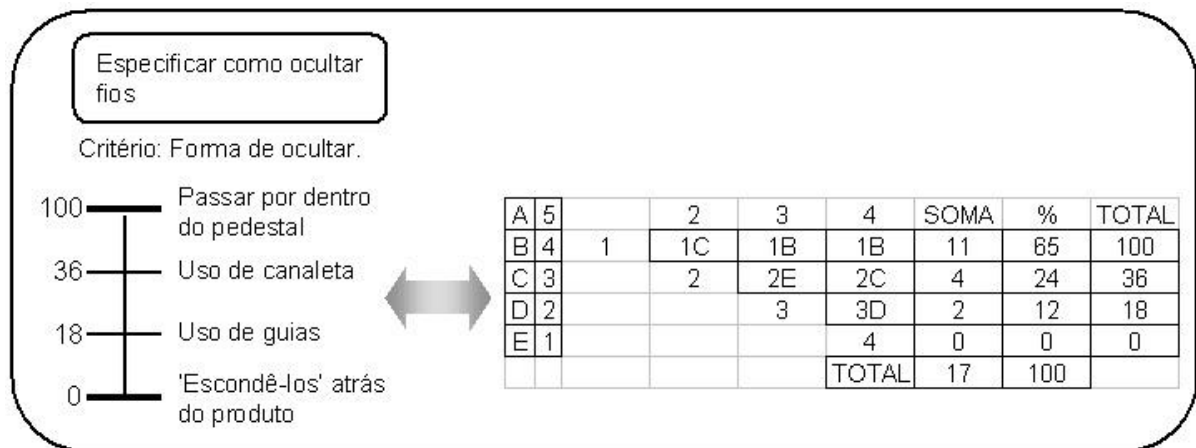 Especificar como ocultar
fios
Critério: Forma de ocultar.
100 Passar por dentro
do pedestal
36 Uso de canaleta
18 Uso de guias
0 'Escondê-los' atrás
do produto
A 5 2 3 4 SOMA % TOTAL
B 4 1 1C 1B 1B 11 65 100
C 3 2 2E 2C 4 24 36
D 2 3 3D 2 12 18
E 1 4 0 0 0
TOTAL 17 100